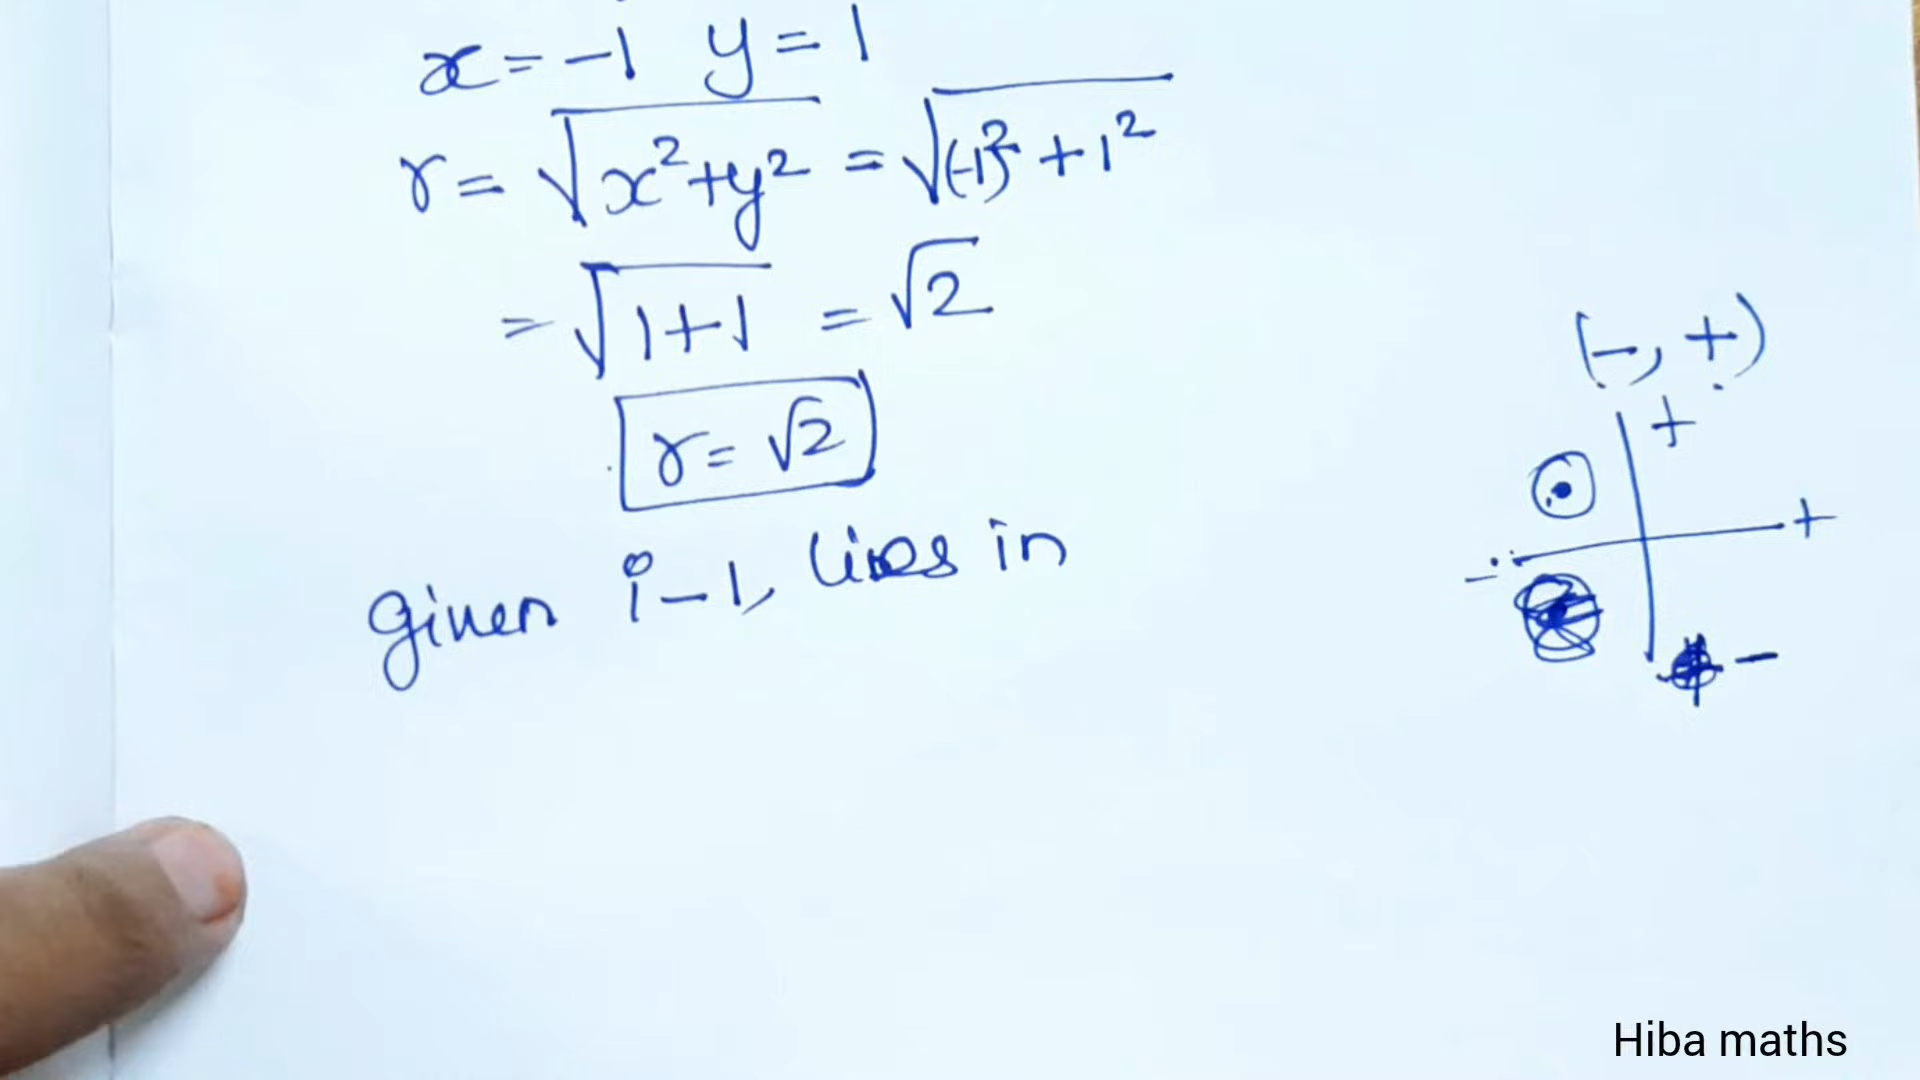 x = -1 y = 1
r = √x²+y² = √(-1)² + 1²
= √1+1 = √2
r = √2
given i-1, lies in
(-, +)
+
+
-
-
Hiba maths